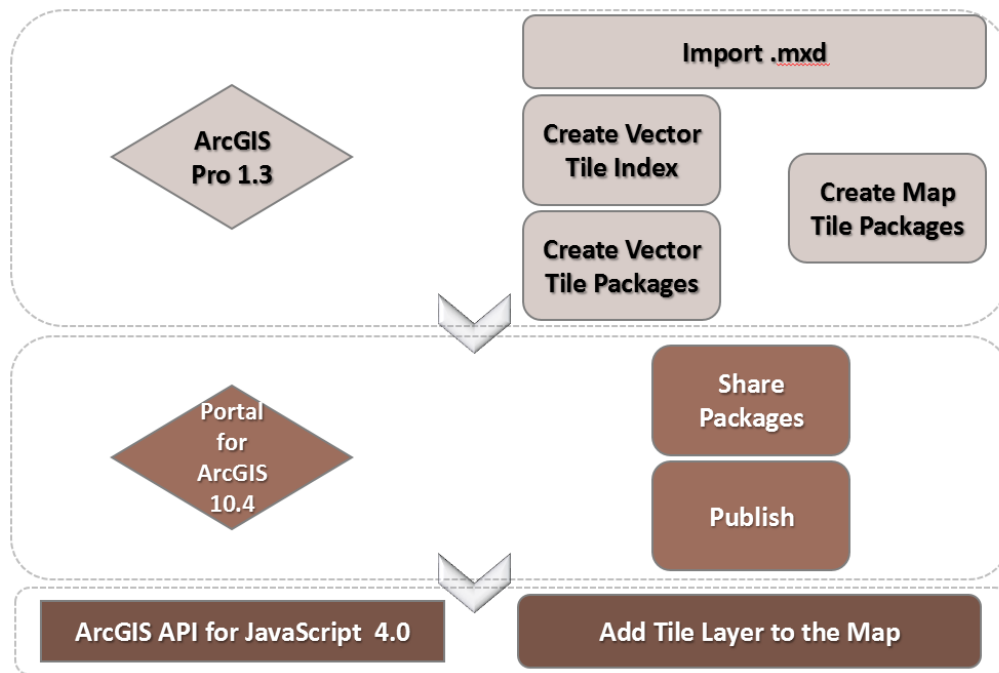 Import .mxd
ArcGIS
Pro 1.3
Create Vector
Tile Index
Create Map
Tile Packages
Create Vector
Tile Packages
Portal
for
ArcGIS
10.4
Share
Packages
Publish
ArcGIS API for JavaScript 4.0
Add Tile Layer to the Map